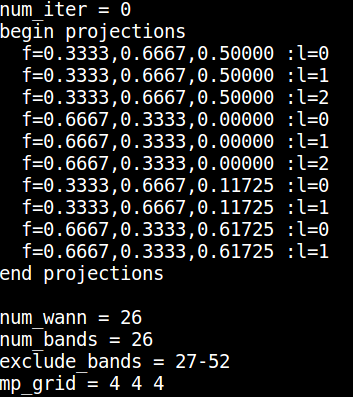 num_iter = 0
begin projections
  f=0.3333,0.6667,0.50000 :l=0
  f=0.3333,0.6667,0.50000 :l=1
  f=0.3333,0.6667,0.50000 :l=2
  f=0.6667,0.3333,0.00000 :l=0
  f=0.6667,0.3333,0.00000 :l=1
  f=0.6667,0.3333,0.00000 :l=2
  f=0.3333,0.6667,0.11725 :l=0
  f=0.3333,0.6667,0.11725 :l=1
  f=0.6667,0.3333,0.61725 :l=0
  f=0.6667,0.3333,0.61725 :l=1
end projections

num_wann = 26
num_bands = 26
exclude_bands = 27-52
mp_grid = 4 4 4